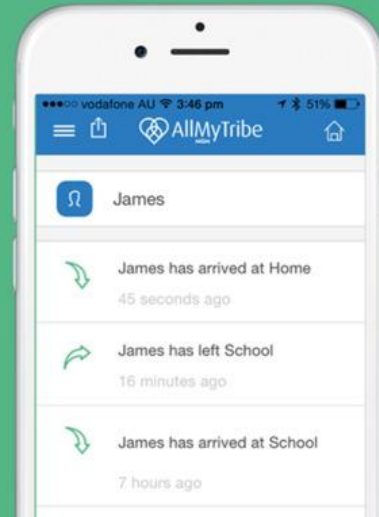 vodafone AU 3:46 pm 51%
AllMyTribe
James
James has arrived at Home
45 seconds ago
James has left School
16 minutes ago
James has arrived at School
7 hours ago